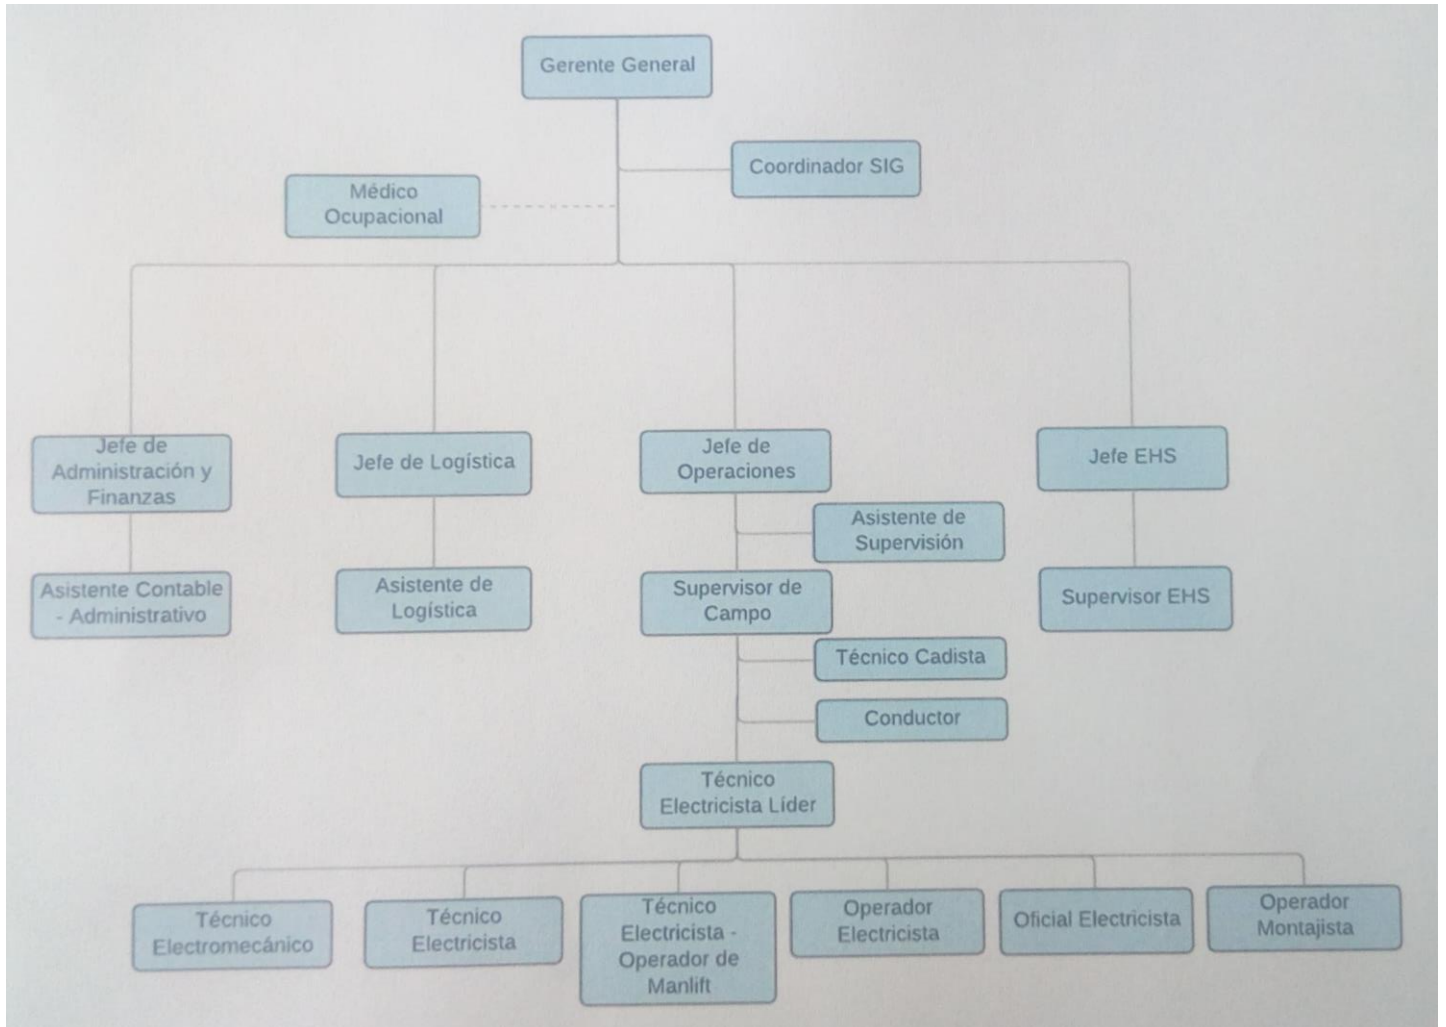 Gerente General
Coordinador SIG
Médico
Ocupacional
Jefe de
Administración y
Finanzas
Jefe de Logística
Jefe de
Operaciones
Jefe EHS
Asistente de
Supervisión
Asistente Contable
- Administrativo
Asistente de
Logística
Supervisor de
Campo
Supervisor EHS
Técnico Cadista
Conductor
Técnico
Electricista Líder
Técnico
Electromecánico
Técnico
Electricista
Técnico
Electricista -
Operador de
Manlift
Operador
Electricista
Oficial Electricista
Operador
Montajista